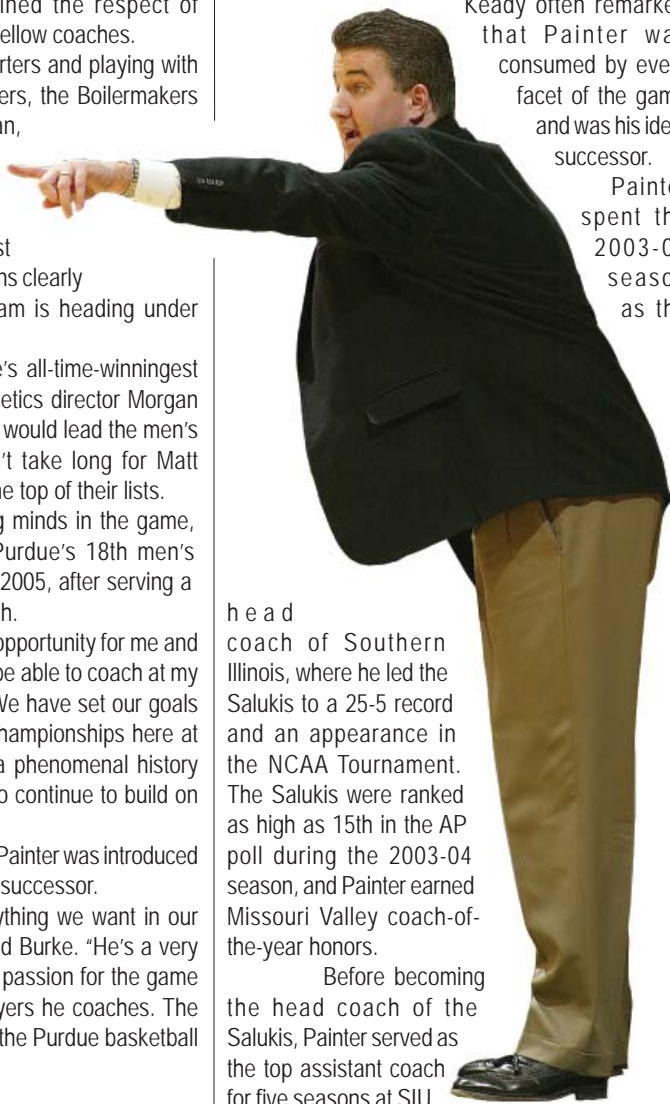 ined the respect of
ellow coaches.
rters and playing with
ers, the Boilermakers
an,
st
ns clearly
am is heading under
e's all-time-winningest
etics director Morgan
would lead the men's
't take long for Matt
e top of their lists.
g minds in the game,
Purdue's 18th men's
2005, after serving a
h.
opportunity for me and
be able to coach at my
We have set our goals
hampionships here at
a phenomenal history
o continue to build on
Painter was introduced
successor.
ything we want in our
d Burke. “He's a very
passion for the game
yers he coaches. The
the Purdue basketball
Keady often remarke
that Painter wa
consumed by eve
facet of the gam
and was his ide
successor.
Painte
spent th
2003-0
seaso
as th
head
coach of Southern
Illinois, where he led the
Salukis to a 25-5 record
and an appearance in
the NCAA Tournament.
The Salukis were ranked
as high as 15th in the AP
poll during the 2003-04
season, and Painter earned
Missouri Valley coach-of-
the-year honors.
Before becoming
the head coach of the
Salukis, Painter served as
the top assistant coach
for five seasons at SIU